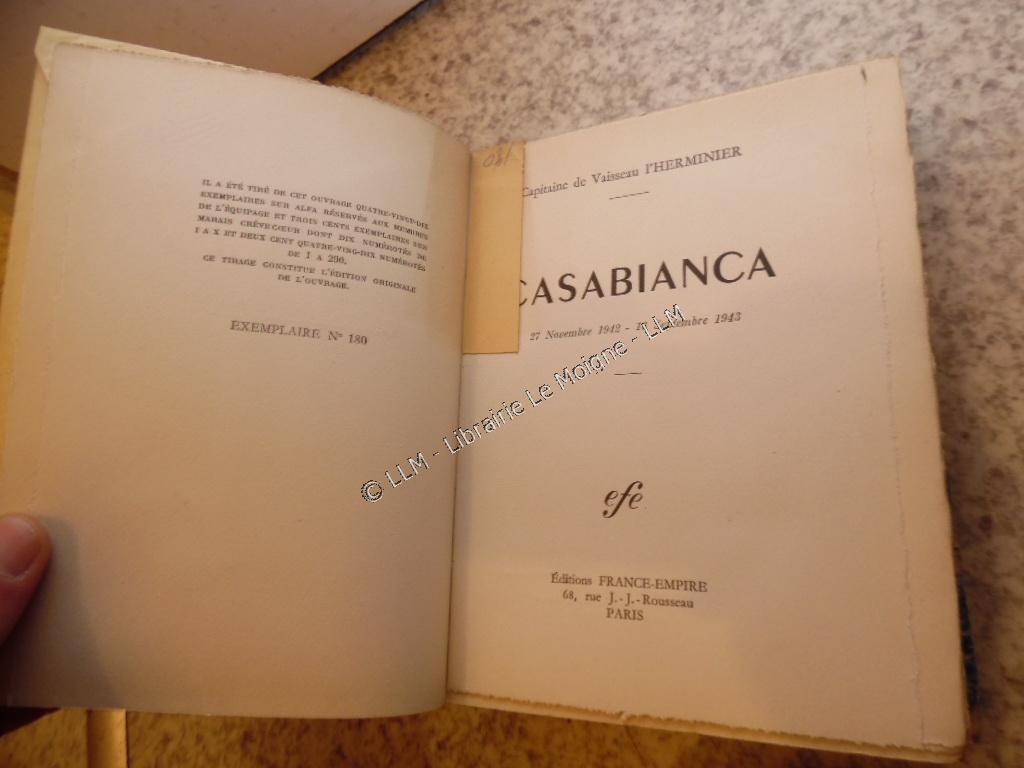 IL A ÉTÉ TIRÉ DE CET OUVRAGE QUATRE-VINGT-DIX
EXEMPLAIRES SUR ALFA RÉSERVÉS AUX MEMBRES
DE L'ÉQUIPAGE ET TROIS CENTS EXEMPLAIRES SUR
MARAIS CRÈVECŒUR DONT DIX NUMÉROTÉS DE
I A X ET DEUX CENT QUATRE-VING-DIX NUMÉROTÉS
DE 1 A 290.
CE TIRAGE CONSTITUE L'ÉDITION ORIGINALE
DE L'OUVRAGE.
EXEMPLAIRE N° 180
Capitaine de Vaisseau l'HERMINIER
CASABIANCA
27 Novembre 1942 - 1943
efé
Éditions FRANCE-EMPIRE
68, rue J.-J.-Rousseau
PARIS
© LLM - Librairie Le Moigne - LLM